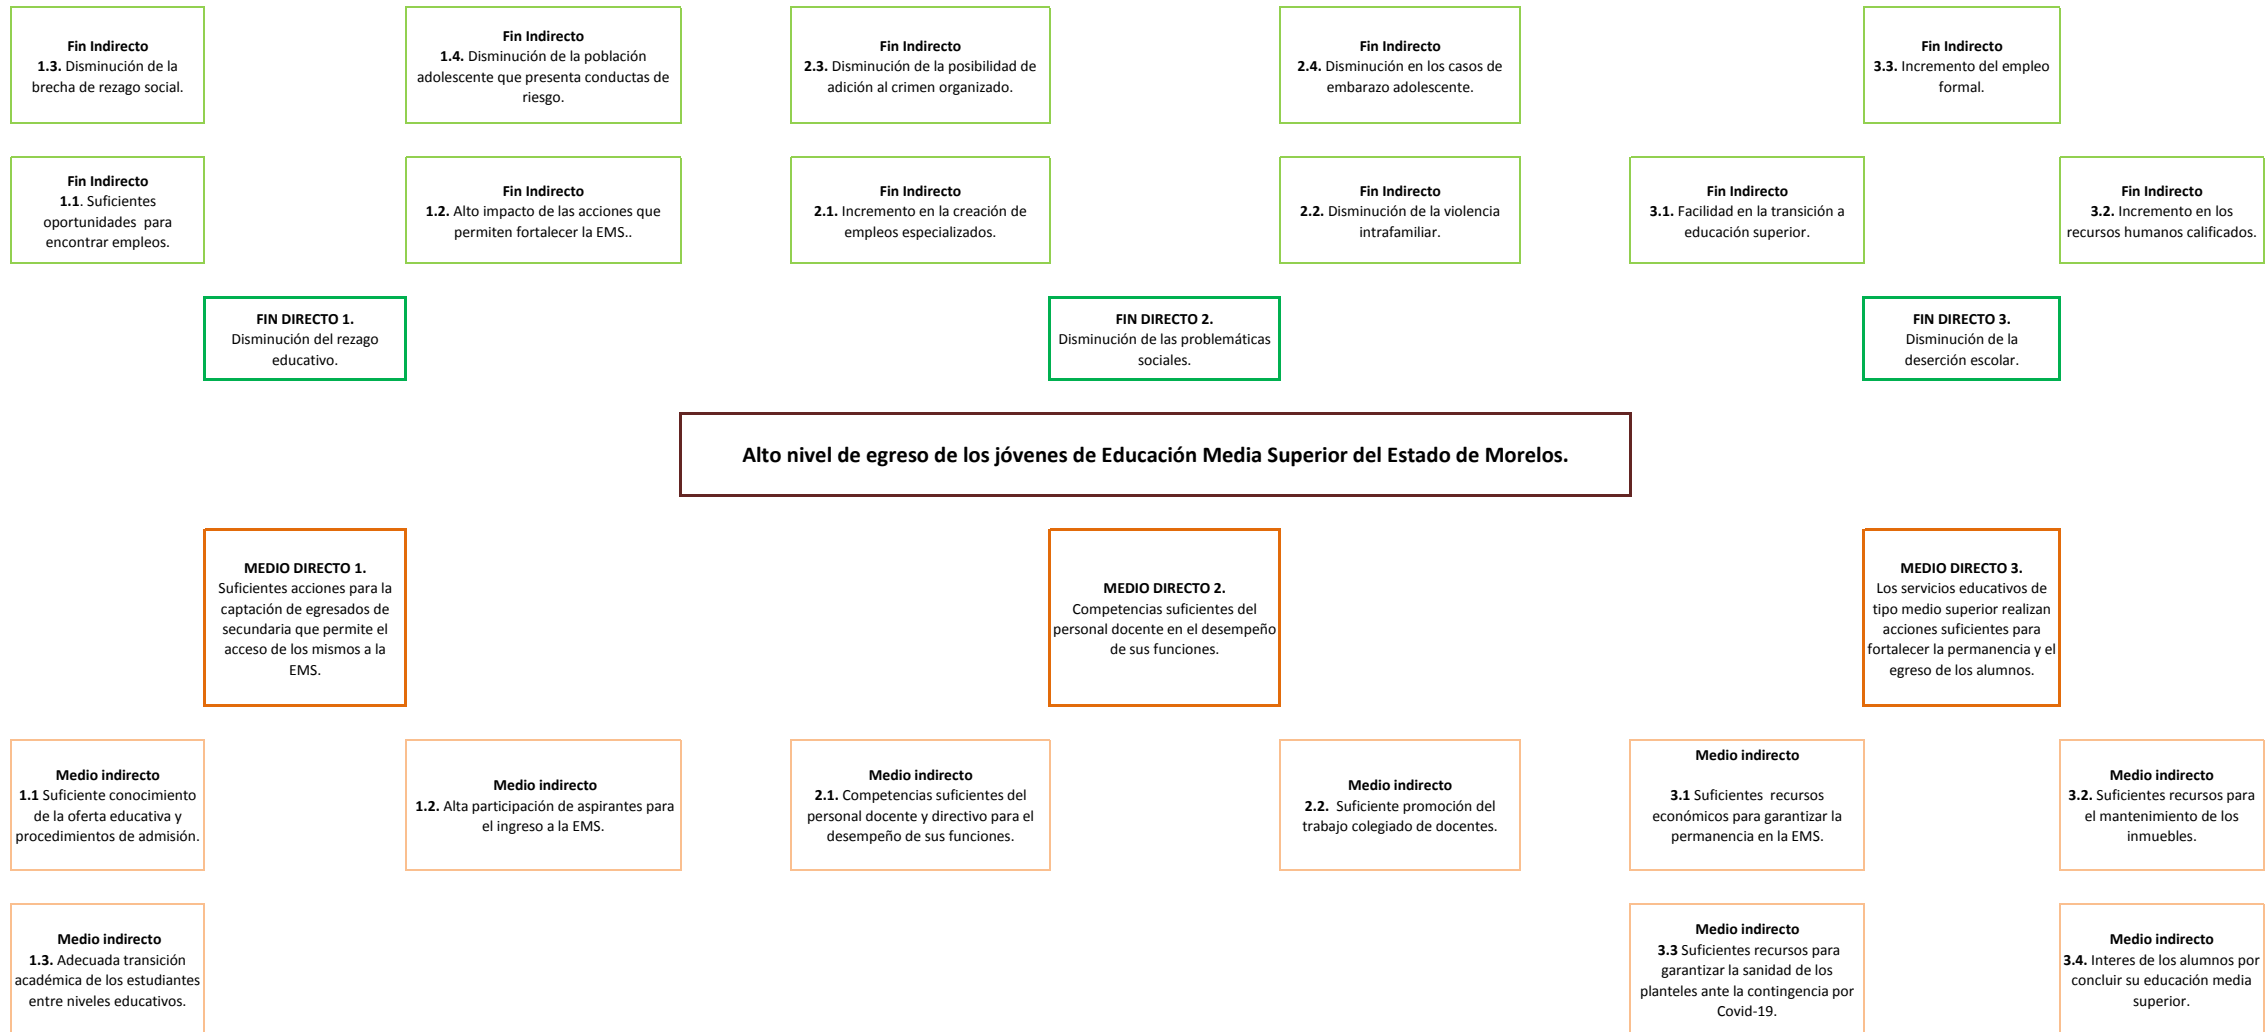 Fin Indirecto
1.3. Disminución de la
brecha de rezago social.
Fin Indirecto
1.4. Disminución de la población
adolescente que presenta conductas de
riesgo.
Fin Indirecto
2.3. Disminución de la posibilidad de
adición al crimen organizado.
Fin Indirecto
2.4. Disminución en los casos de
embarazo adolescente.
Fin Indirecto
3.3. Incremento del empleo
formal.
Fin Indirecto
1.1. Suficientes
oportunidades para
encontrar empleos.
Fin Indirecto
1.2. Alto impacto de las acciones que
permiten fortalecer la EMS..
Fin Indirecto
2.1. Incremento en la creación de
empleos especializados.
Fin Indirecto
2.2. Disminución de la violencia
intrafamiliar.
Fin Indirecto
3.1. Facilidad en la transición a
educación superior.
Fin Indirecto
3.2. Incremento en los
recursos humanos calificados.
FIN DIRECTO 1.
Disminución del rezago
educativo.
FIN DIRECTO 2.
Disminución de las problemáticas
sociales.
FIN DIRECTO 3.
Disminución de la
deserción escolar.
Alto nivel de egreso de los jóvenes de Educación Media Superior del Estado de Morelos.
MEDIO DIRECTO 1.
Suficientes acciones para la
captación de egresados de
secundaria que permite el
acceso de los mismos a la
EMS.
MEDIO DIRECTO 2.
Competencias suficientes del
personal docente en el desempeño
de sus funciones.
MEDIO DIRECTO 3.
Los servicios educativos de
tipo medio superior realizan
acciones suficientes para
fortalecer la permanencia y el
egreso de los alumnos.
Medio indirecto
1.1 Suficiente conocimiento
de la oferta educativa y
procedimientos de admisión.
Medio indirecto
1.2. Alta participación de aspirantes para
el ingreso a la EMS.
Medio indirecto
2.1. Competencias suficientes del
personal docente y directivo para el
desempeño de sus funciones.
Medio indirecto
2.2. Suficiente promoción del
trabajo colegiado de docentes.
Medio indirecto
3.1 Suficientes recursos
económicos para garantizar la
permanencia en la EMS.
Medio indirecto
3.2. Suficientes recursos para
el mantenimiento de los
inmuebles.
Medio indirecto
1.3. Adecuada transición
académica de los estudiantes
entre niveles educativos.
Medio indirecto
3.3 Suficientes recursos para
garantizar la sanidad de los
planteles ante la contingencia por
Covid-19.
Medio indirecto
3.4. Interes de los alumnos por
concluir su educación media
superior.